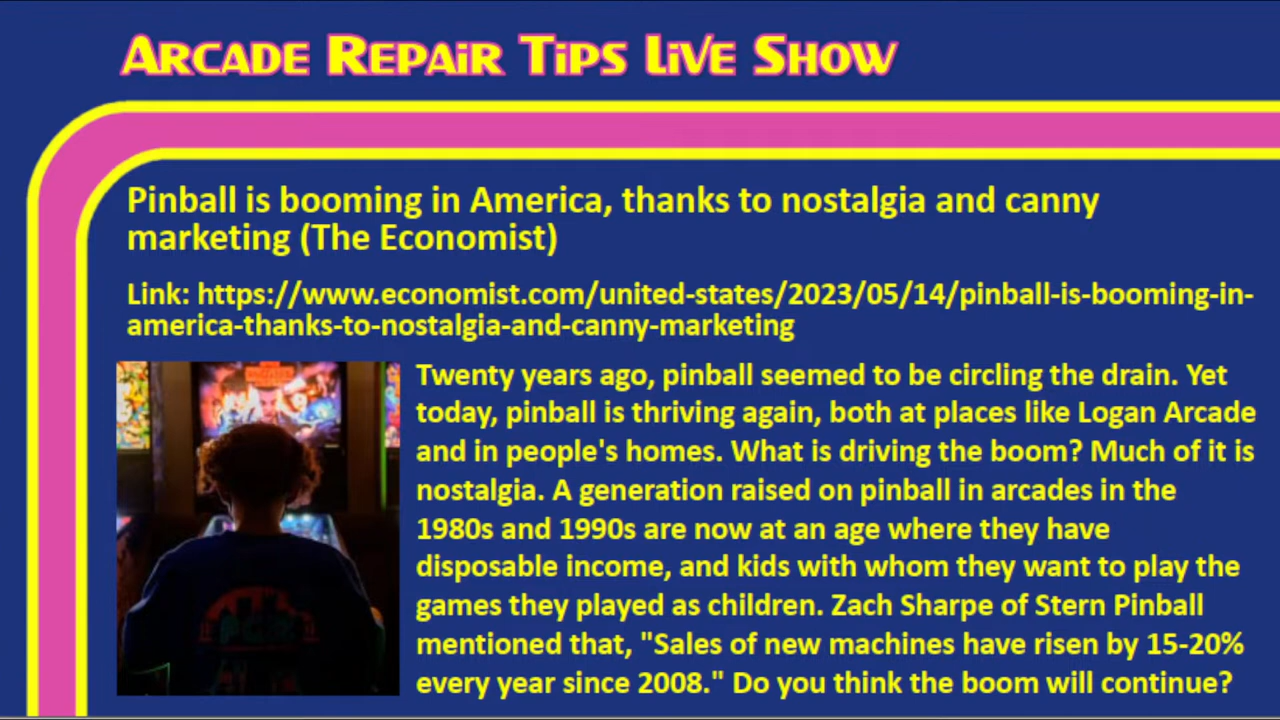 Arcade Repair Tips Live Show
Pinball is booming in America, thanks to nostalgia and canny
marketing (The Economist)
Link: https://www.economist.com/united-states/2023/05/14/pinball-is-booming-in-
america-thanks-to-nostalgia-and-canny-marketing
Twenty years ago, pinball seemed to be circling the drain. Yet
today, pinball is thriving again, both at places like Logan Arcade
and in people's homes. What is driving the boom? Much of it is
nostalgia. A generation raised on pinball in arcades in the
1980s and 1990s are now at an age where they have
disposable income, and kids with whom they want to play the
games they played as children. Zach Sharpe of Stern Pinball
mentioned that, "Sales of new machines have risen by 15-20%
every year since 2008." Do you think the boom will continue?